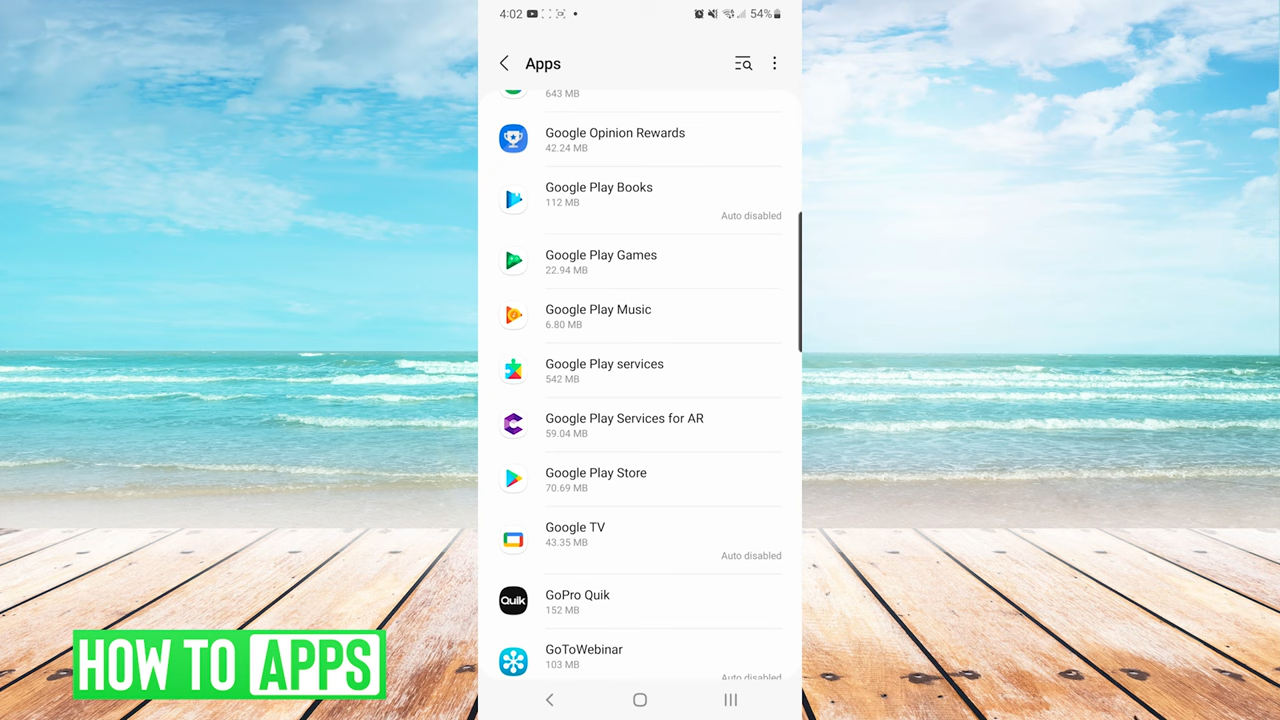 4:02 54%
Apps
643 MB
Google Opinion Rewards
42.24 MB
Google Play Books
112 MB
Auto disabled
Google Play Games
22.94 MB
Google Play Music
6.80 MB
Google Play services
542 MB
Google Play Services for AR
59.04 MB
Google Play Store
70.69 MB
Google TV
43.35 MB
Auto disabled
Quik
GoPro Quik
152 MB
GoToWebinar
103 MB
Auto disabled
HOW TO APPS